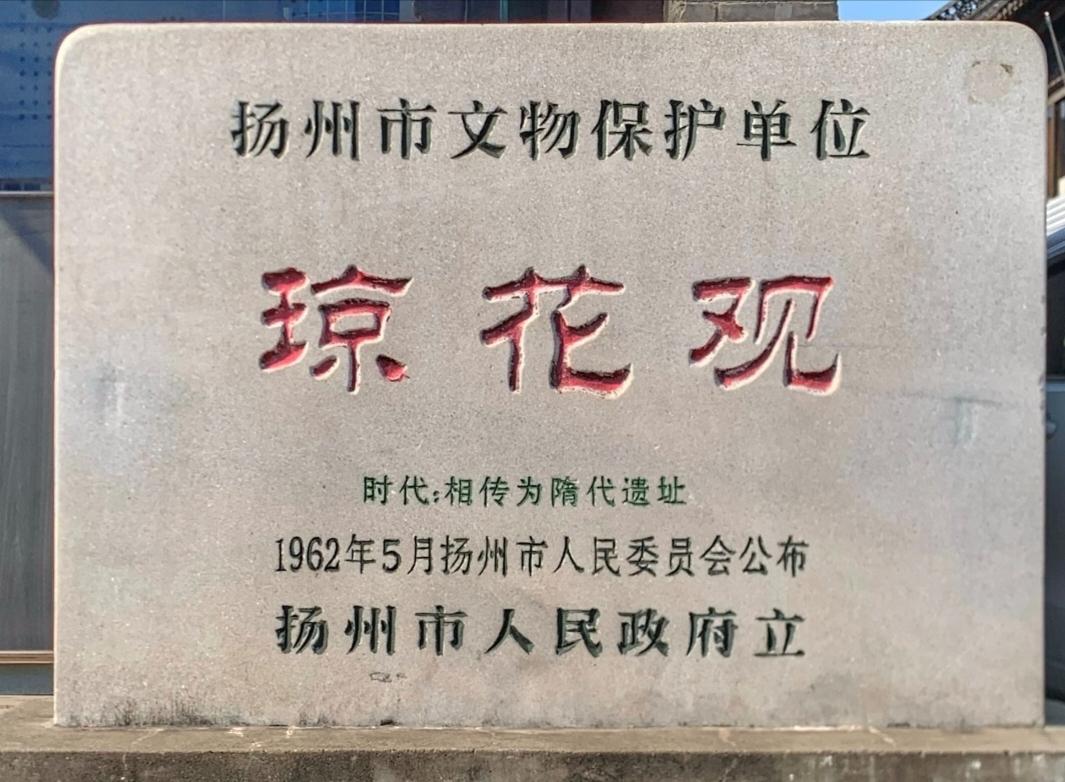 扬州市文物保护单位
琼花观
时代:相传为隋代遗址
1962年5月扬州市人民委员会公布
扬州市人民政府立